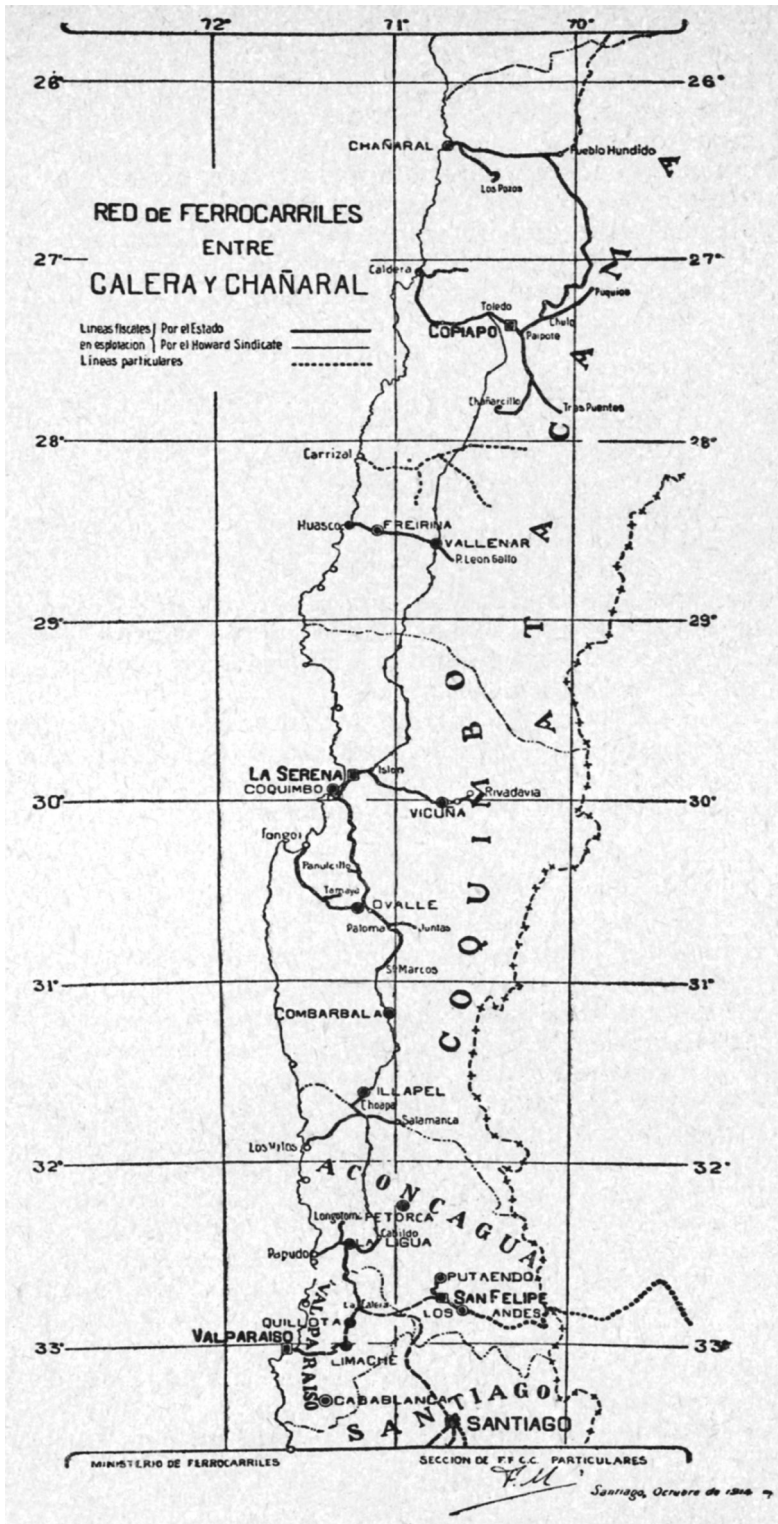 72°
71°
70°
26°
26°
CHAÑARAL
Pueblo Hundido
Los Pozos
RED DE FERROCARRILES
ENTRE
CALERA Y CHAÑARAL
27°
27°
Caldera
Toledo
Puquios
COPIAPO
Chulo
Paipote
Líneas fiscales
en esplotacion
Por el Estado
Por el Howard Sindicate
Líneas particulares
Chañarcillo
Tres Puentes
28°
28°
Carrizal
Huasco
FREIRINA
VALLENAR
P. Leon Gallo
29°
29°
ATACAMA
LA SERENA
Islon
COQUIMBO
30°
30°
VICUÑA
Rivadavia
Tongoi
Panulcillo
Tamaya
OVALLE
Paloma
Juntas
COQUIMBO
Sn Marcos
31°
31°
COMBARBALA
ILLAPEL
Choapa
Salamanca
Los Vilos
32°
32°
ACONCAGUA
Longotoma
PETORCA
Cabildo
LA LIGUA
Papudo
PUTAENDO
SAN FELIPE
La Calera
LOS ANDES
QUILLOTA
VALPARAISO
VALPARAISO
33°
33°
LIMACHE
CASABLANCA
SANTIAGO
SANTIAGO
MINISTERIO DE FERROCARRILES
SECCION DE F.F.C.C. PARTICULARES
Santiago, Octubre de 1914